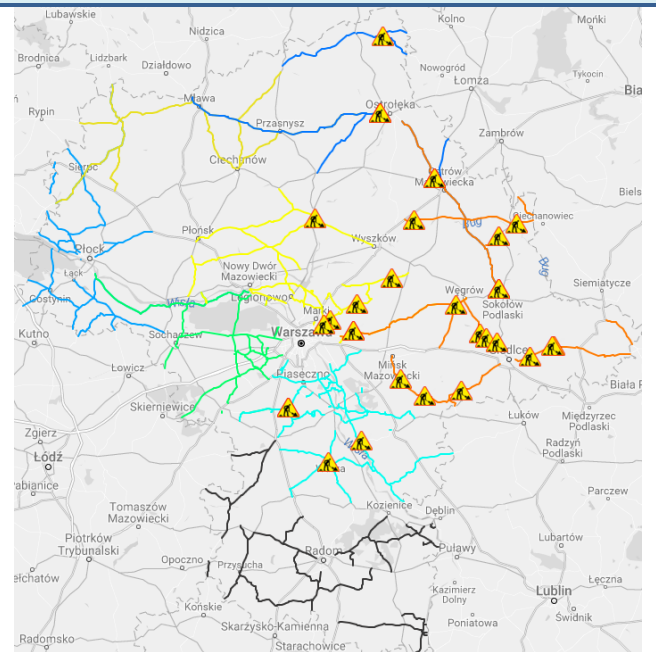 Lubawskie
Kolno
Mońki
Nidzica
Brodnica
Lidzbark
Działdowo
Nowogród
Łomża
Tykocin
Mława
Ostrołęka
Rypin
Przasnysz
Zambrów
Ciechanów
Sierpc
Mazowiecka
Biels
Ciechanowiec
Płońsk
Wyszków
Bug
Płock
Nowy Dwór
Mazowiecki
Łąck
Węgrów
Siemiatycze
Bug
Gostynin
Wisła
Legionowo
Marki
Sokołów
Podlaski
Kutno
Sochaczew
Warszawa
Siedlce
Łowicz
Piaseczno
Mińsk
Mazowiecki
Biała P
Skierniewice
Łuków
Międzyrzec
Podlaski
Zgierz
Łódź
Wisła
Radzyń
Podlaski
abianice
Parczew
Tomaszów
Mazowiecki
Kozienice
Dęblin
Piotrków
Trybunalski
Lubartów
Opoczno
Przysucha
Radom
Puławy
ełchatów
Kazimierz
Dolny
Lublin
Łęczna
Końskie
Poniatowa
Świdnik
Skarżysko-Kamienna
Radomsko
Starachowice